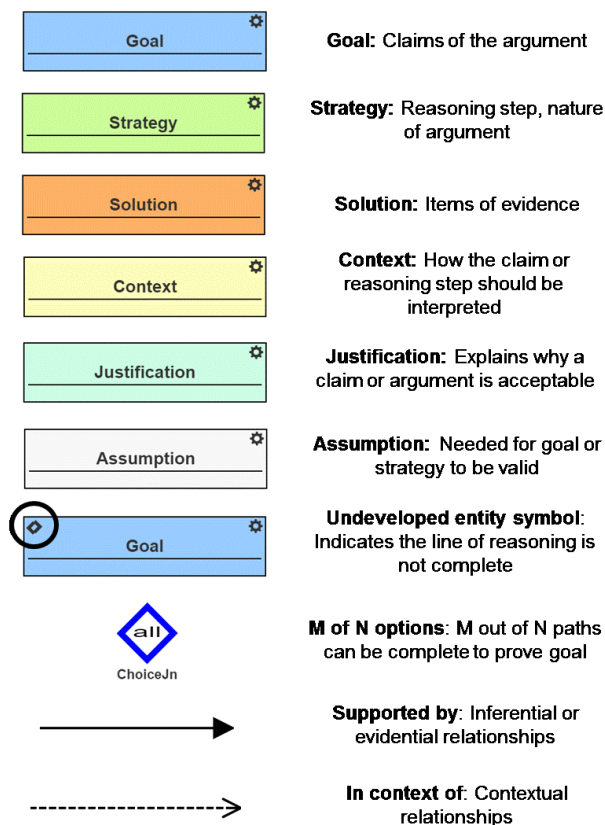 Goal
Goal: Claims of the argument
Strategy
Strategy: Reasoning step, nature
of argument
Solution
Solution: Items of evidence
Context
Context: How the claim or
reasoning step should be
interpreted
Justification
Justification: Explains why a
claim or argument is acceptable
Assumption
Assumption: Needed for goal or
strategy to be valid
Goal
Undeveloped entity symbol:
Indicates the line of reasoning is
not complete
all
ChoiceJn
M of N options: M out of N paths
can be complete to prove goal
Supported by: Inferential or
evidential relationships
In context of: Contextual
relationships